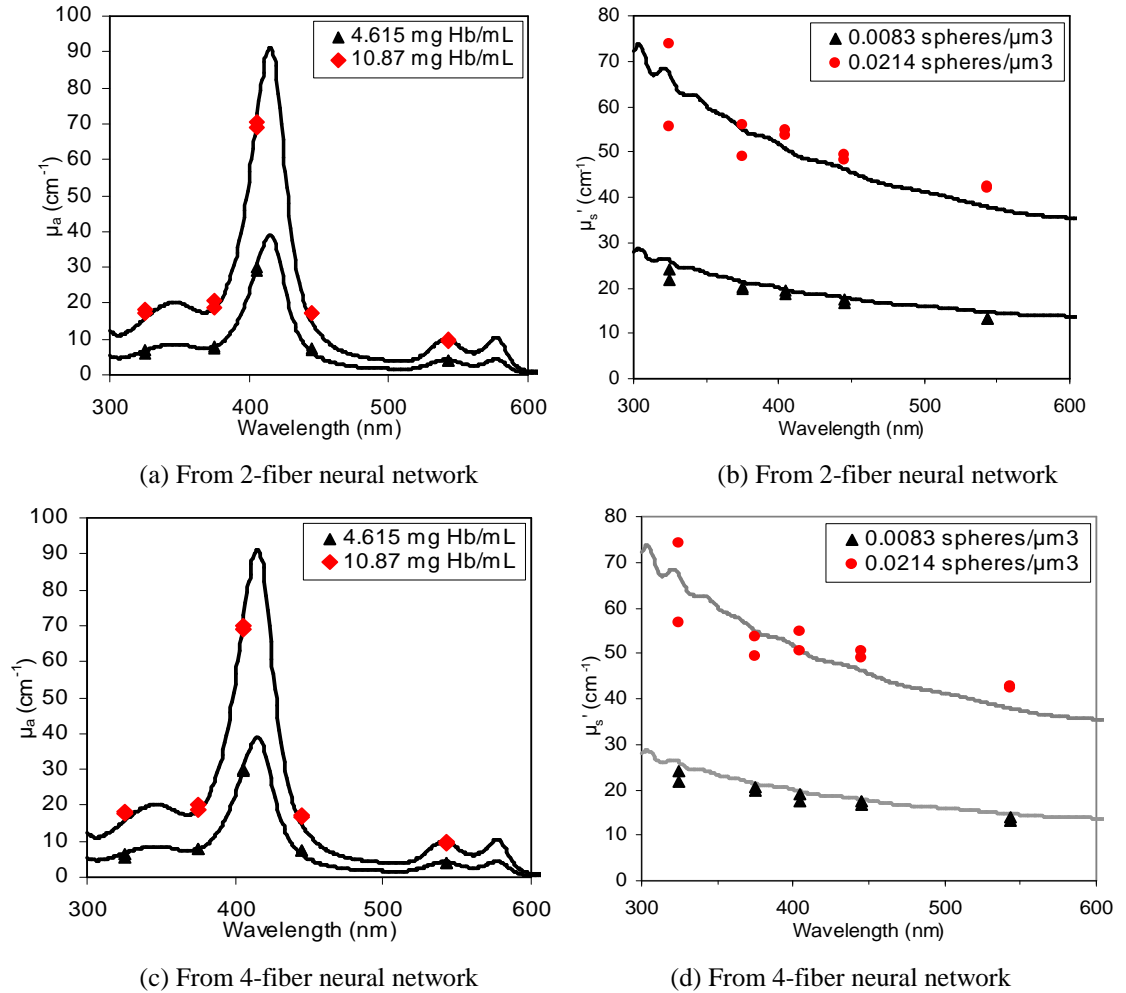 100
90
80
70
60
50
40
30
20
10
0
µa (cm-1)
4.615 mg Hb/mL
10.87 mg Hb/mL
300 400 500 600
Wavelength (nm)
(a) From 2-fiber neural network
80
70
60
50
40
30
20
10
0
µs' (cm-1)
0.0083 spheres/µm3
0.0214 spheres/µm3
300 400 500 600
Wavelength (nm)
(b) From 2-fiber neural network
100
90
80
70
60
50
40
30
20
10
0
µa (cm-1)
4.615 mg Hb/mL
10.87 mg Hb/mL
300 400 500 600
Wavelength (nm)
(c) From 4-fiber neural network
80
70
60
50
40
30
20
10
0
µs' (cm-1)
0.0083 spheres/µm3
0.0214 spheres/µm3
300 400 500 600
Wavelength (nm)
(d) From 4-fiber neural network